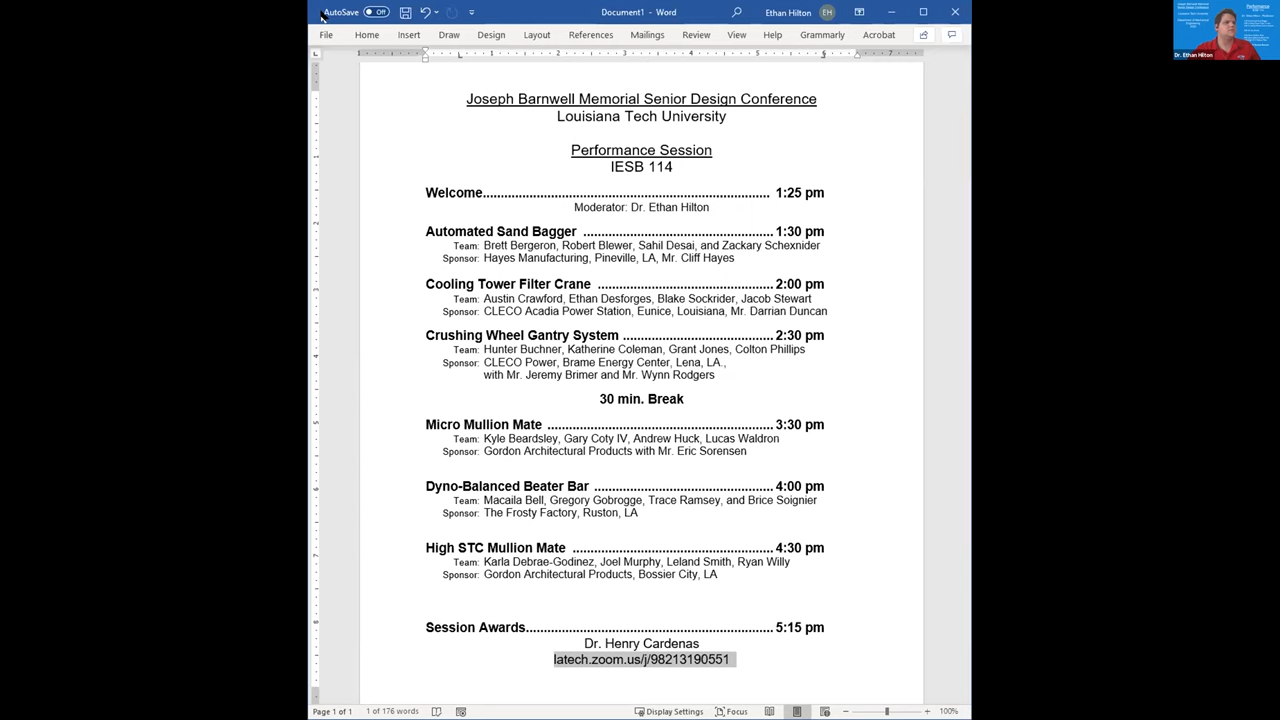 AutoSave Off Document1 - Word Ethan Hilton EH
File Home Insert Draw Design Layout References Mailings Review View Help Grammarly Acrobat
Joseph Barnwell Memorial Senior Design Conference
Louisiana Tech University
Performance Session
IESB 114
Welcome................................................................................ 1:25 pm
Moderator: Dr. Ethan Hilton
Automated Sand Bagger ..................................................... 1:30 pm
Team: Brett Bergeron, Robert Blewer, Sahil Desai, and Zackary Schexnider
Sponsor: Hayes Manufacturing, Pineville, LA, Mr. Cliff Hayes
Cooling Tower Filter Crane ................................................. 2:00 pm
Team: Austin Crawford, Ethan Desforges, Blake Sockrider, Jacob Stewart
Sponsor: CLECO Acadia Power Station, Eunice, Louisiana, Mr. Darrian Duncan
Crushing Wheel Gantry System .......................................... 2:30 pm
Team: Hunter Buchner, Katherine Coleman, Grant Jones, Colton Phillips
Sponsor: CLECO Power, Brame Energy Center, Lena, LA.,
with Mr. Jeremy Brimer and Mr. Wynn Rodgers
30 min. Break
Micro Mullion Mate ............................................................... 3:30 pm
Team: Kyle Beardsley, Gary Coty IV, Andrew Huck, Lucas Waldron
Sponsor: Gordon Architectural Products with Mr. Eric Sorensen
Dyno-Balanced Beater Bar .................................................. 4:00 pm
Team: Macaila Bell, Gregory Gobrogge, Trace Ramsey, and Brice Soignier
Sponsor: The Frosty Factory, Ruston, LA
High STC Mullion Mate ........................................................ 4:30 pm
Team: Karla Debrae-Godinez, Joel Murphy, Leland Smith, Ryan Willy
Sponsor: Gordon Architectural Products, Bossier City, LA
Session Awards..................................................................... 5:15 pm
Dr. Henry Cardenas
latech.zoom.us/j/98213190551
Page 1 of 1 1 of 176 words Display Settings Focus 100%
Performance
Dr. Ethan Hilton